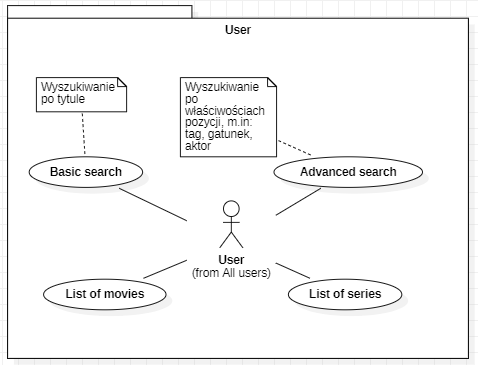 User
Wyszukiwanie
po tytule
Wyszukiwanie
po
właściwościach
pozycji, m.in:
tag, gatunek,
aktor
Basic search
Advanced search
User
(from All users)
List of movies
List of series